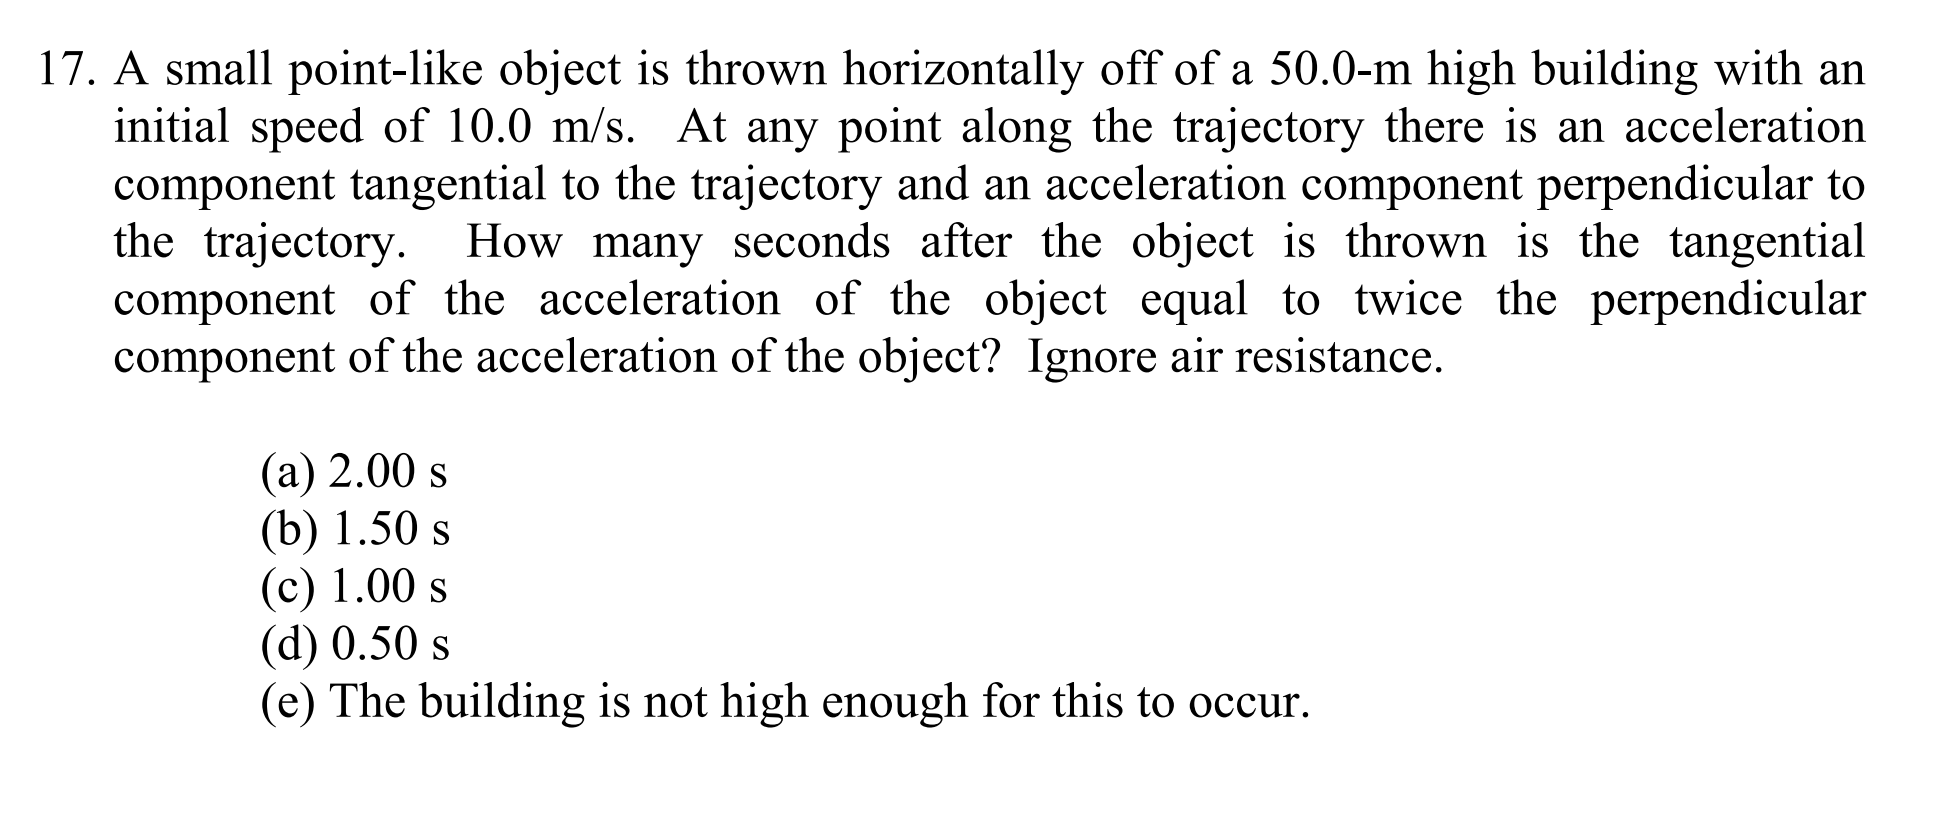 17. A small point-like object is thrown horizontally off of a 50.0-m high building with an
initial speed of 10.0 m/s. At any point along the trajectory there is an acceleration
component tangential to the trajectory and an acceleration component perpendicular to
the trajectory. How many seconds after the object is thrown is the tangential
component of the acceleration of the object equal to twice the perpendicular
component of the acceleration of the object? Ignore air resistance.
(a) 2.00 s
(b) 1.50 s
(c) 1.00 s
(d) 0.50 s
(e) The building is not high enough for this to occur.